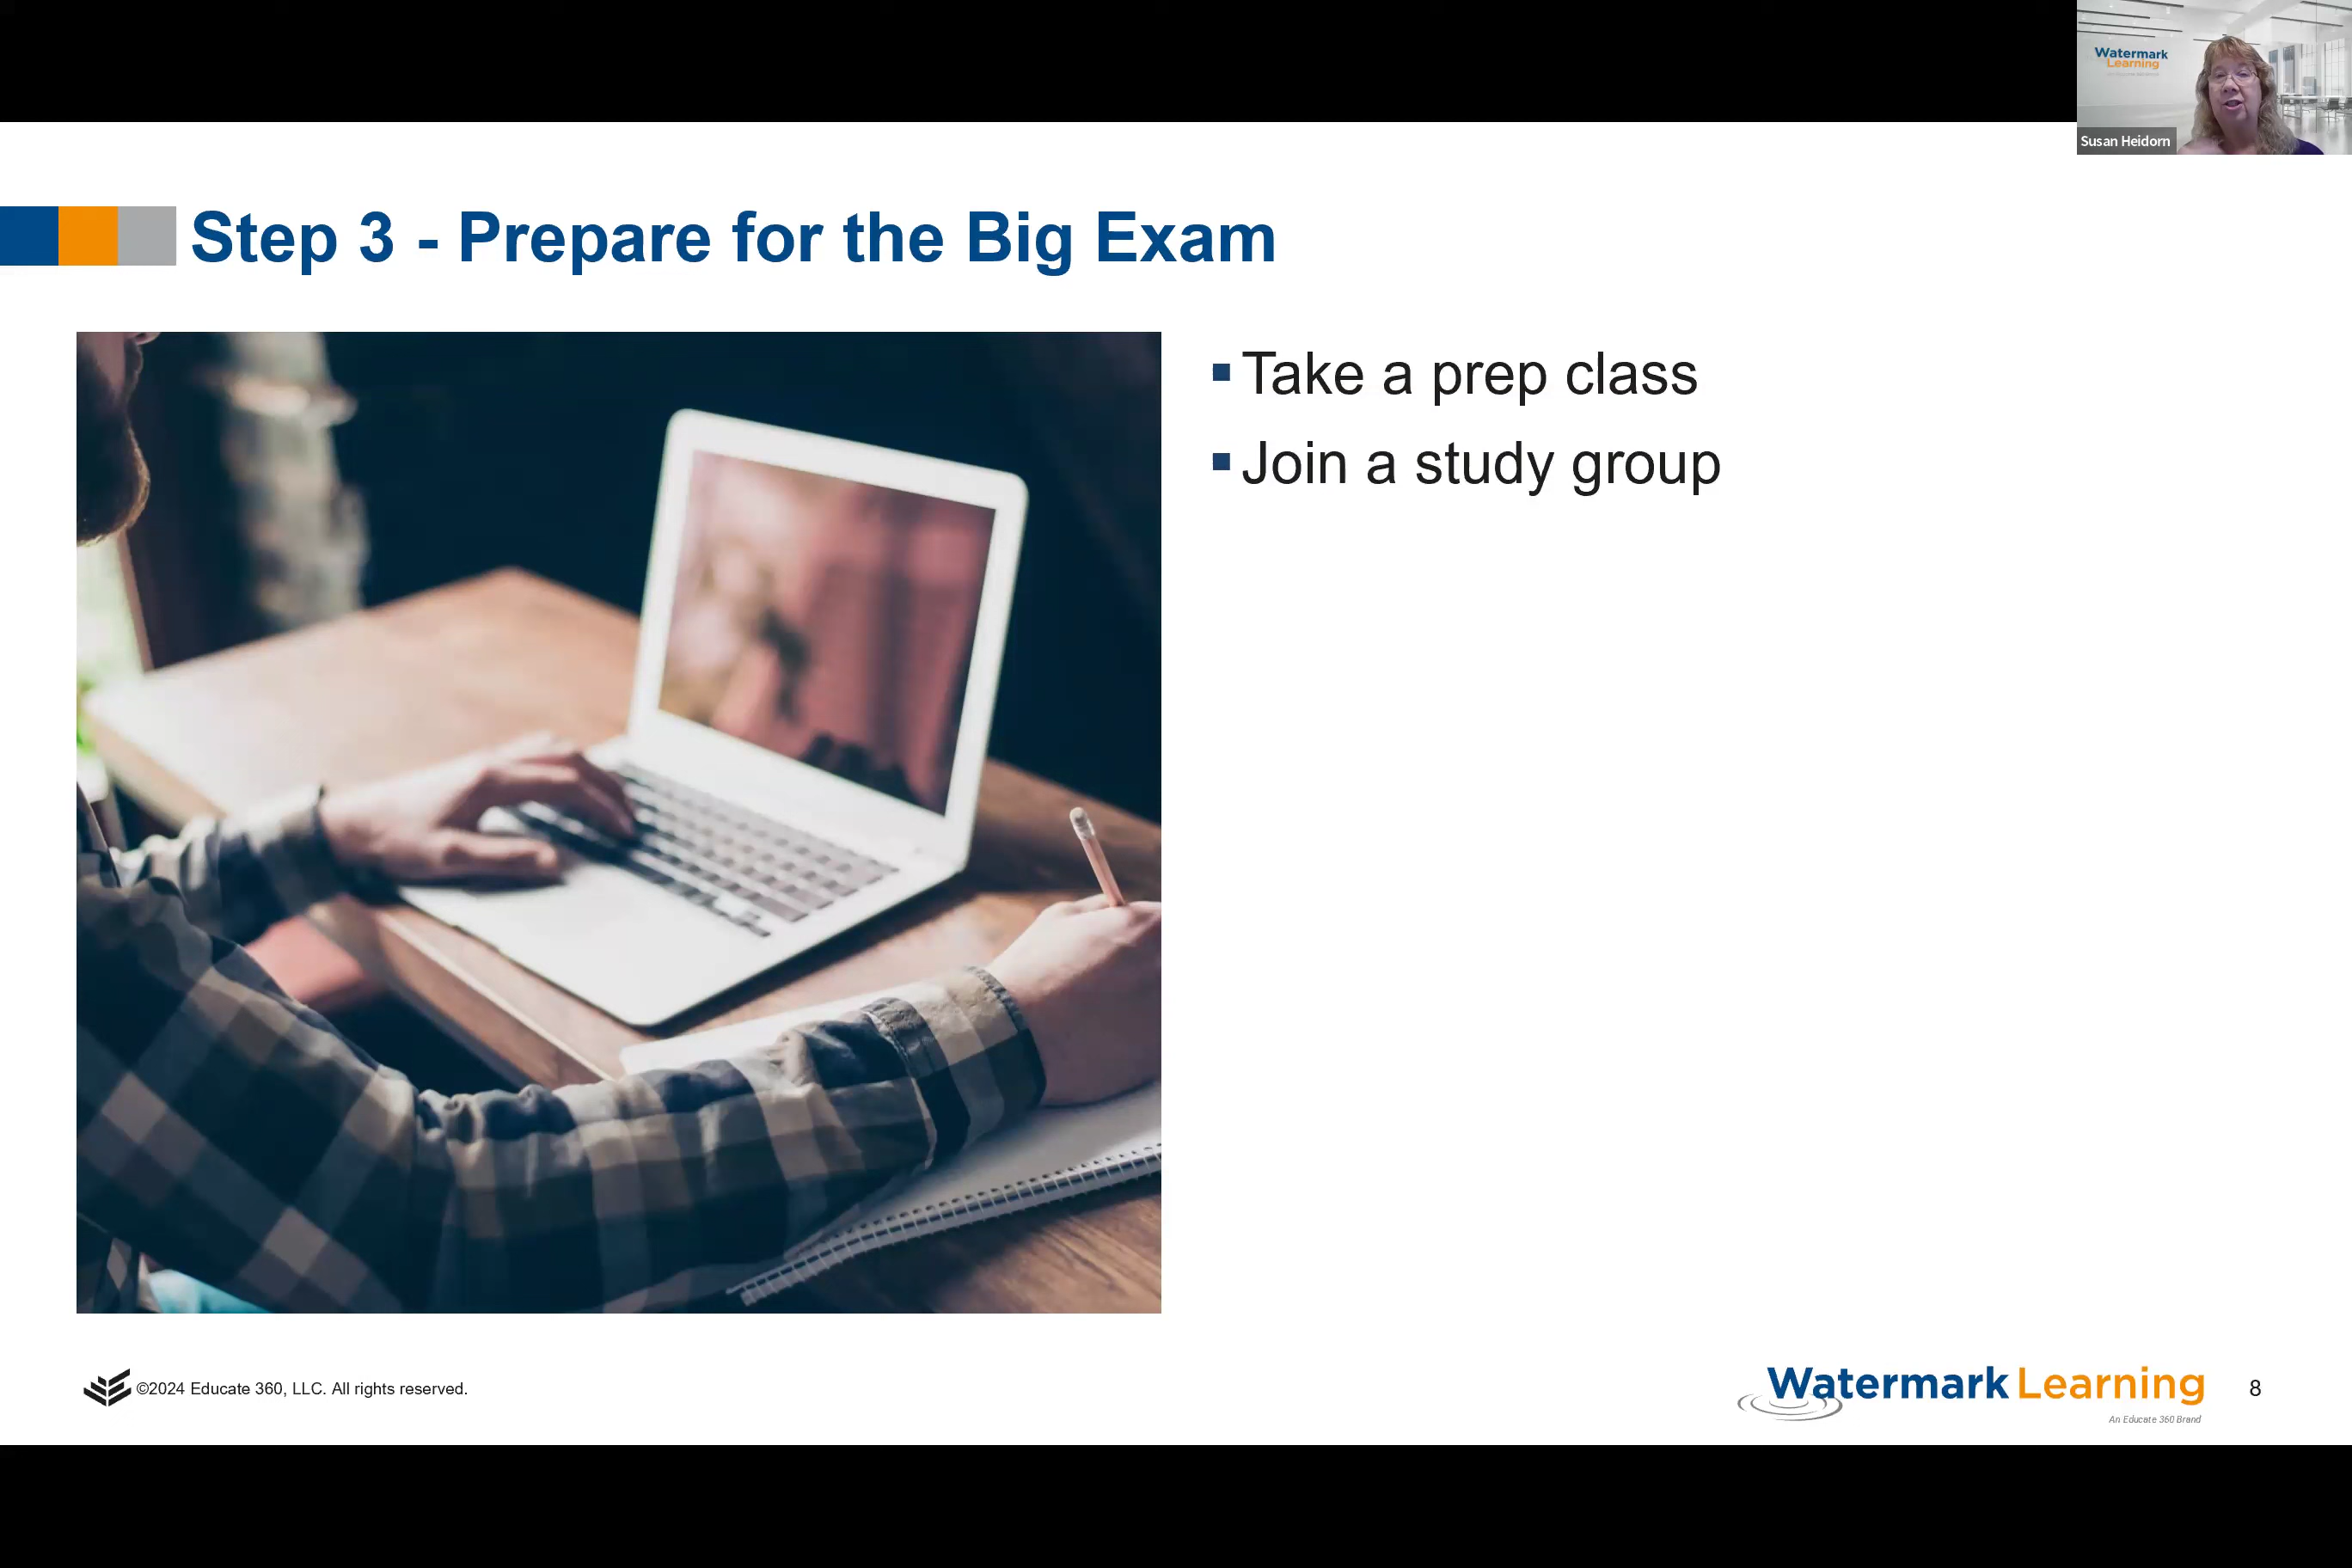 Watermark
Learning
Susan Heidorn
Step 3 - Prepare for the Big Exam
Take a prep class
Join a study group
©2024 Educate 360, LLC. All rights reserved.
Watermark Learning
An Educate 360 Brand
8